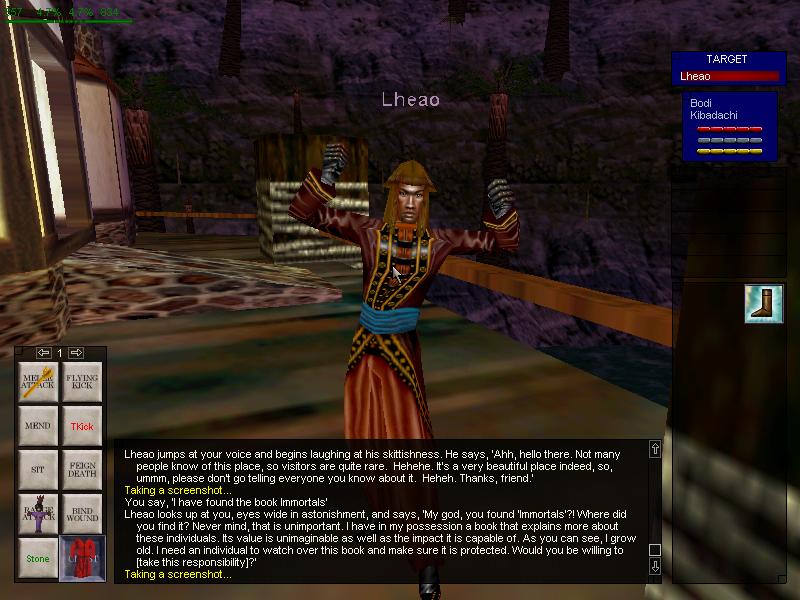 4.7% 4.7% 834
TARGET
Lheao
Lheao
Bodi
Kibadachi
1
MELEE ATTACK
FLYING KICK
MEND
TKick
SIT
FEIGN DEATH
RANGE ATTACK
BIND WOUND
Stone
Lheao jumps at your voice and begins laughing at his skittishness. He says, 'Ahh, hello there. Not many
people know of this place, so visitors are quite rare. Hehehe. It's a very beautiful place indeed, so,
ummm, please don't go telling everyone you know about it. Heheh. Thanks, friend.'
Taking a screenshot...
You say, 'I have found the book Immortals'
Lheao looks up at you, eyes wide in astonishment, and says, 'My god, you found 'Immortals'?! Where did
you find it? Never mind, that is unimportant. I have in my possession a book that explains more about
these individuals. Its value is unimaginable as well as the impact it is capable of. As you can see, I grow
old. I need an individual to watch over this book and make sure it is protected. Would you be willing to
[take this responsibility]?'
Taking a screenshot...